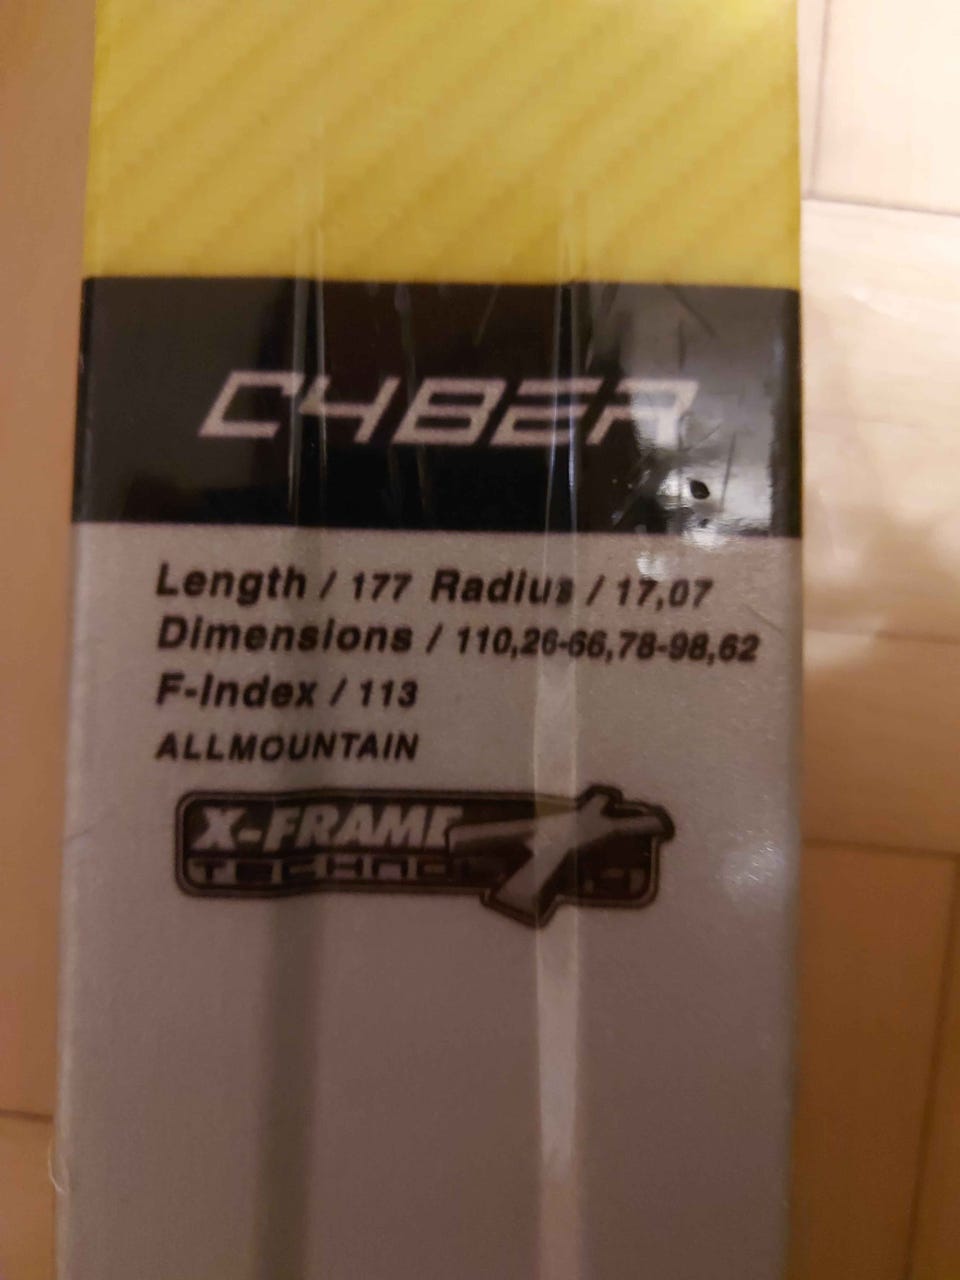 CYBER
Length / 177 Radius / 17,07
Dimensions / 110,26-66,78-98,62
F-Index / 113
ALLMOUNTAIN
X-FRAME